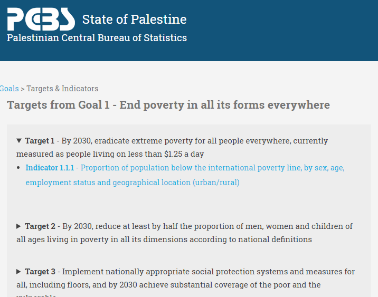 PCBS State of Palestine
Palestinian Central Bureau of Statistics
Goals > Targets & Indicators
Targets from Goal 1 - End poverty in all its forms everywhere
▼ Target 1 - By 2030, eradicate extreme poverty for all people everywhere, currently
measured as people living on less than $1.25 a day
• Indicator 1.1.1 - Proportion of population below the international poverty line, by sex, age,
employment status and geographical location (urban/rural)
▶ Target 2 - By 2030, reduce at least by half the proportion of men, women and children of
all ages living in poverty in all its dimensions according to national definitions
▶ Target 3 - Implement nationally appropriate social protection systems and measures for
all, including floors, and by 2030 achieve substantial coverage of the poor and the